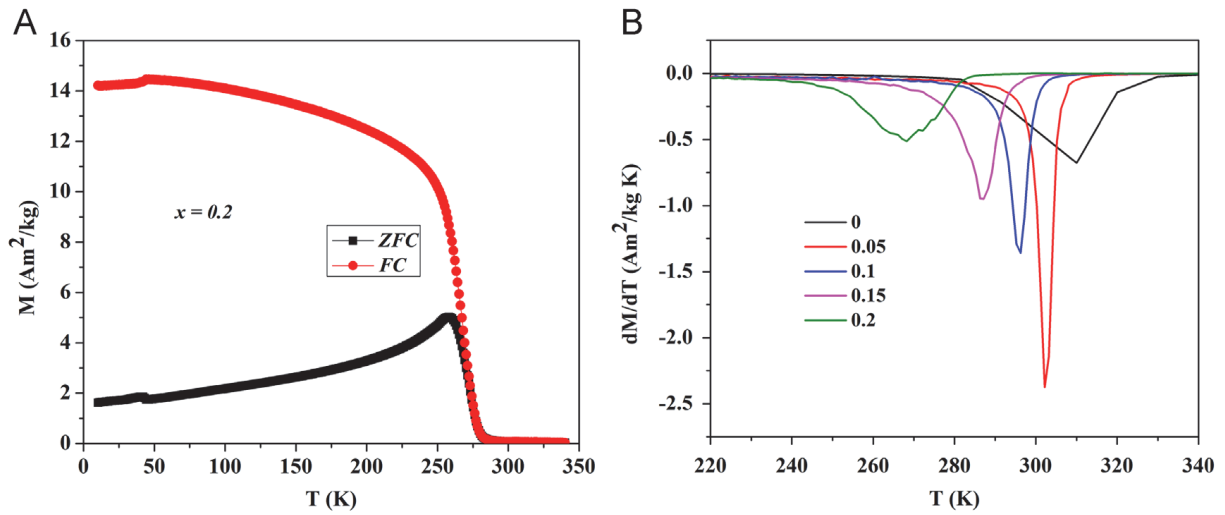 A
16
14
12
10
8
6
4
2
0
M (Am²/kg)
x = 0.2
ZFC
FC
0 50 100 150 200 250 300 350
T (K)
B
0.0
-0.5
-1.0
-1.5
-2.0
-2.5
dM/dT (Am²/kg K)
0
0.05
0.1
0.15
0.2
220 240 260 280 300 320 340
T (K)